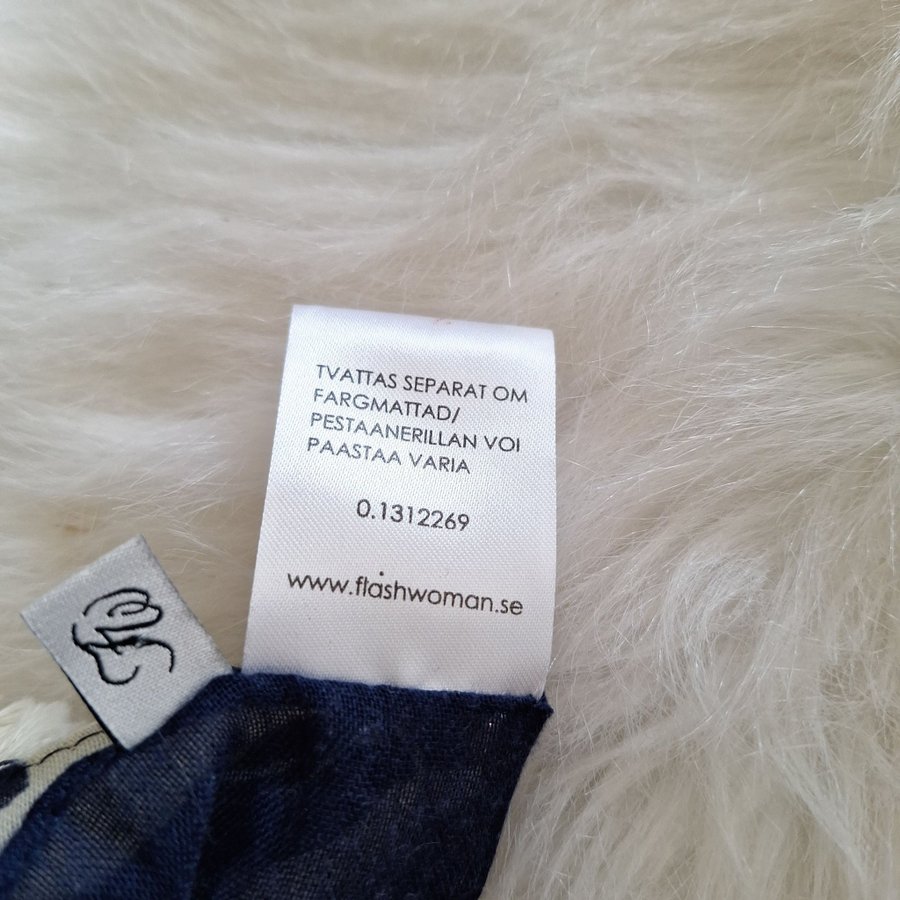 TVATTAS SEPARAT OM
FARGMATTAD/
PESTAANERILLAN VOI
PAASTAA VARIA
0.1312269
www.flashwoman.se